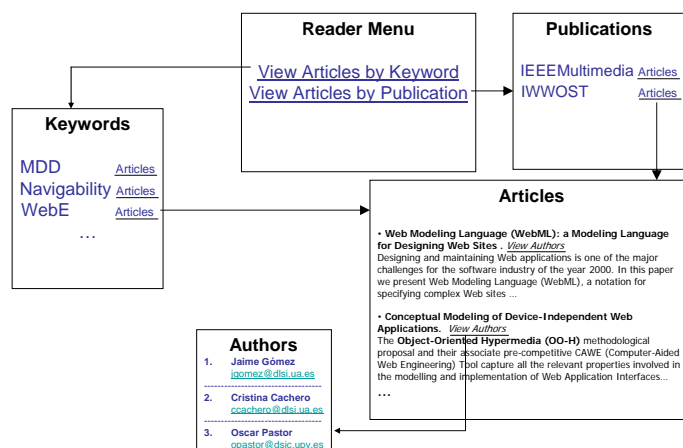 Reader Menu
View Articles by Keyword
View Articles by Publication
Publications
IEEEMultimedia Articles
IWWOST Articles
Keywords
MDD Articles
Navigability Articles
WebE Articles
...
Articles
• Web Modeling Language (WebML): a Modeling Language
for Designing Web Sites . View Authors
Designing and maintaining Web applications is one of the major
challenges for the software industry of the year 2000. In this paper
we present Web Modeling Language (WebML), a notation for
specifying complex Web sites ...
• Conceptual Modeling of Device-Independent Web
Applications. View Authors
The Object-Oriented Hypermedia (OO-H) methodological
proposal and their associate pre-competitive CAWE (Computer-Aided
Web Engineering) Tool capture all the relevant properties involved in
the modelling and implementation of Web Application Interfaces...
...
Authors
1. Jaime Gómez
jgomez@dlsi.ua.es
2. Cristina Cachero
ccachero@dlsi.ua.es
3. Oscar Pastor
opastor@dsic.upv.es